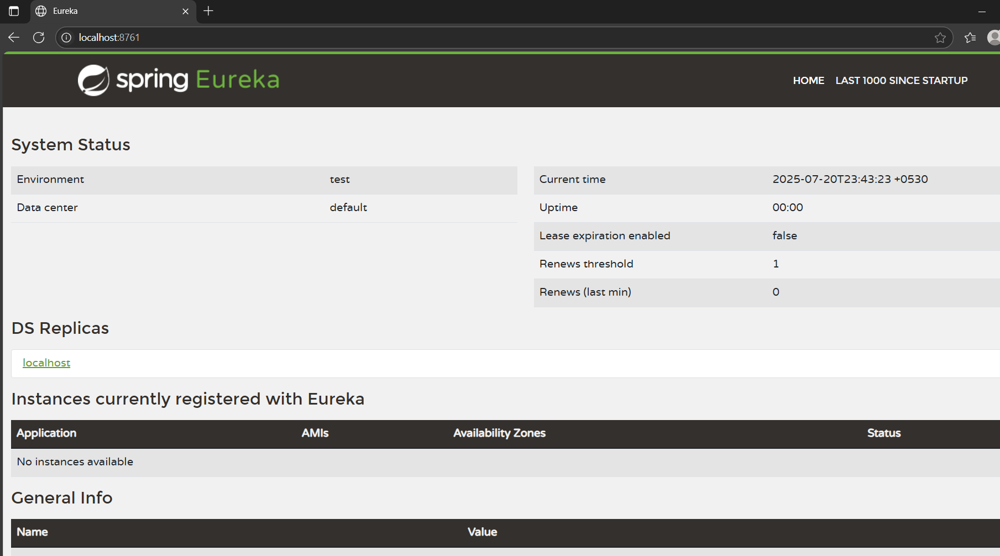 Eureka
localhost:8761
spring Eureka
HOME LAST 1000 SINCE STARTUP
System Status
Environment test
Data center default
Current time 2025-07-20T23:43:23 +0530
Uptime 00:00
Lease expiration enabled false
Renews threshold 1
Renews (last min) 0
DS Replicas
localhost
Instances currently registered with Eureka
Application AMIs Availability Zones Status
No instances available
General Info
Name Value